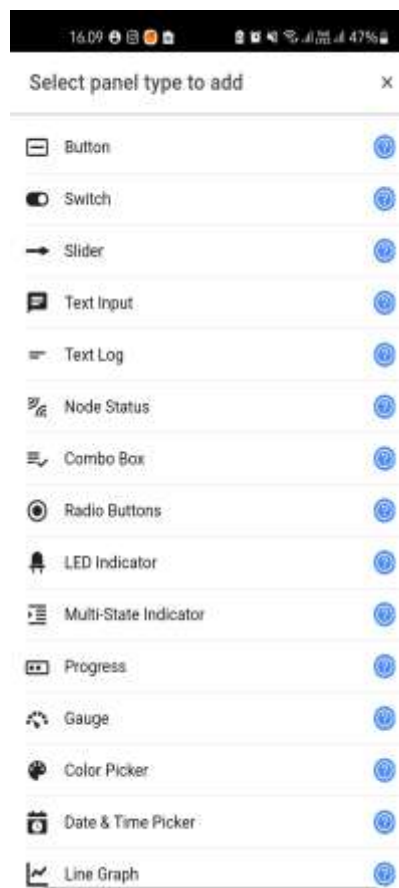 16.09 47%
Select panel type to add ×
Button
Switch
Slider
Text Input
Text Log
Node Status
Combo Box
Radio Buttons
LED Indicator
Multi-State Indicator
Progress
Gauge
Color Picker
Date & Time Picker
Line Graph